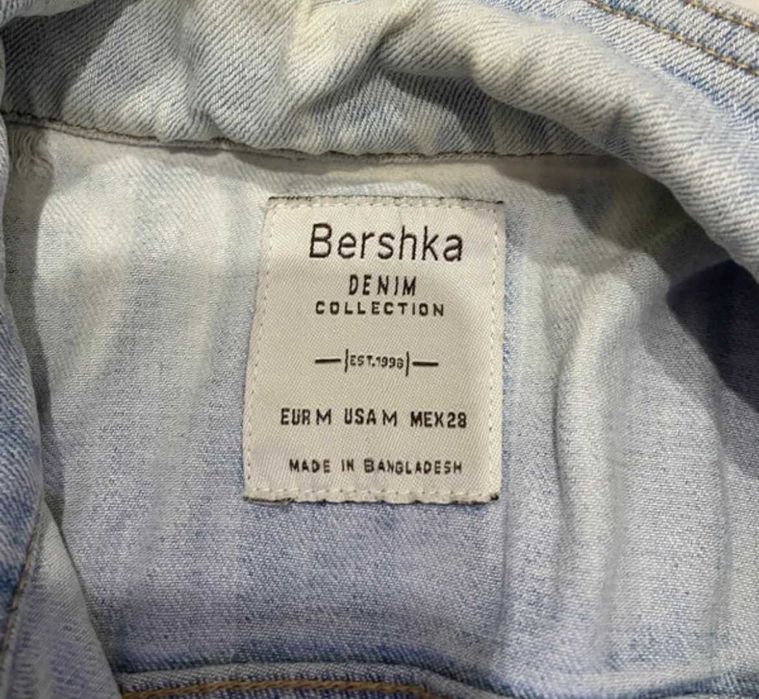 Bershka
DENIM
COLLECTION
EST.1998
EUR M USA M MEX 28
MADE IN BANGLADESH